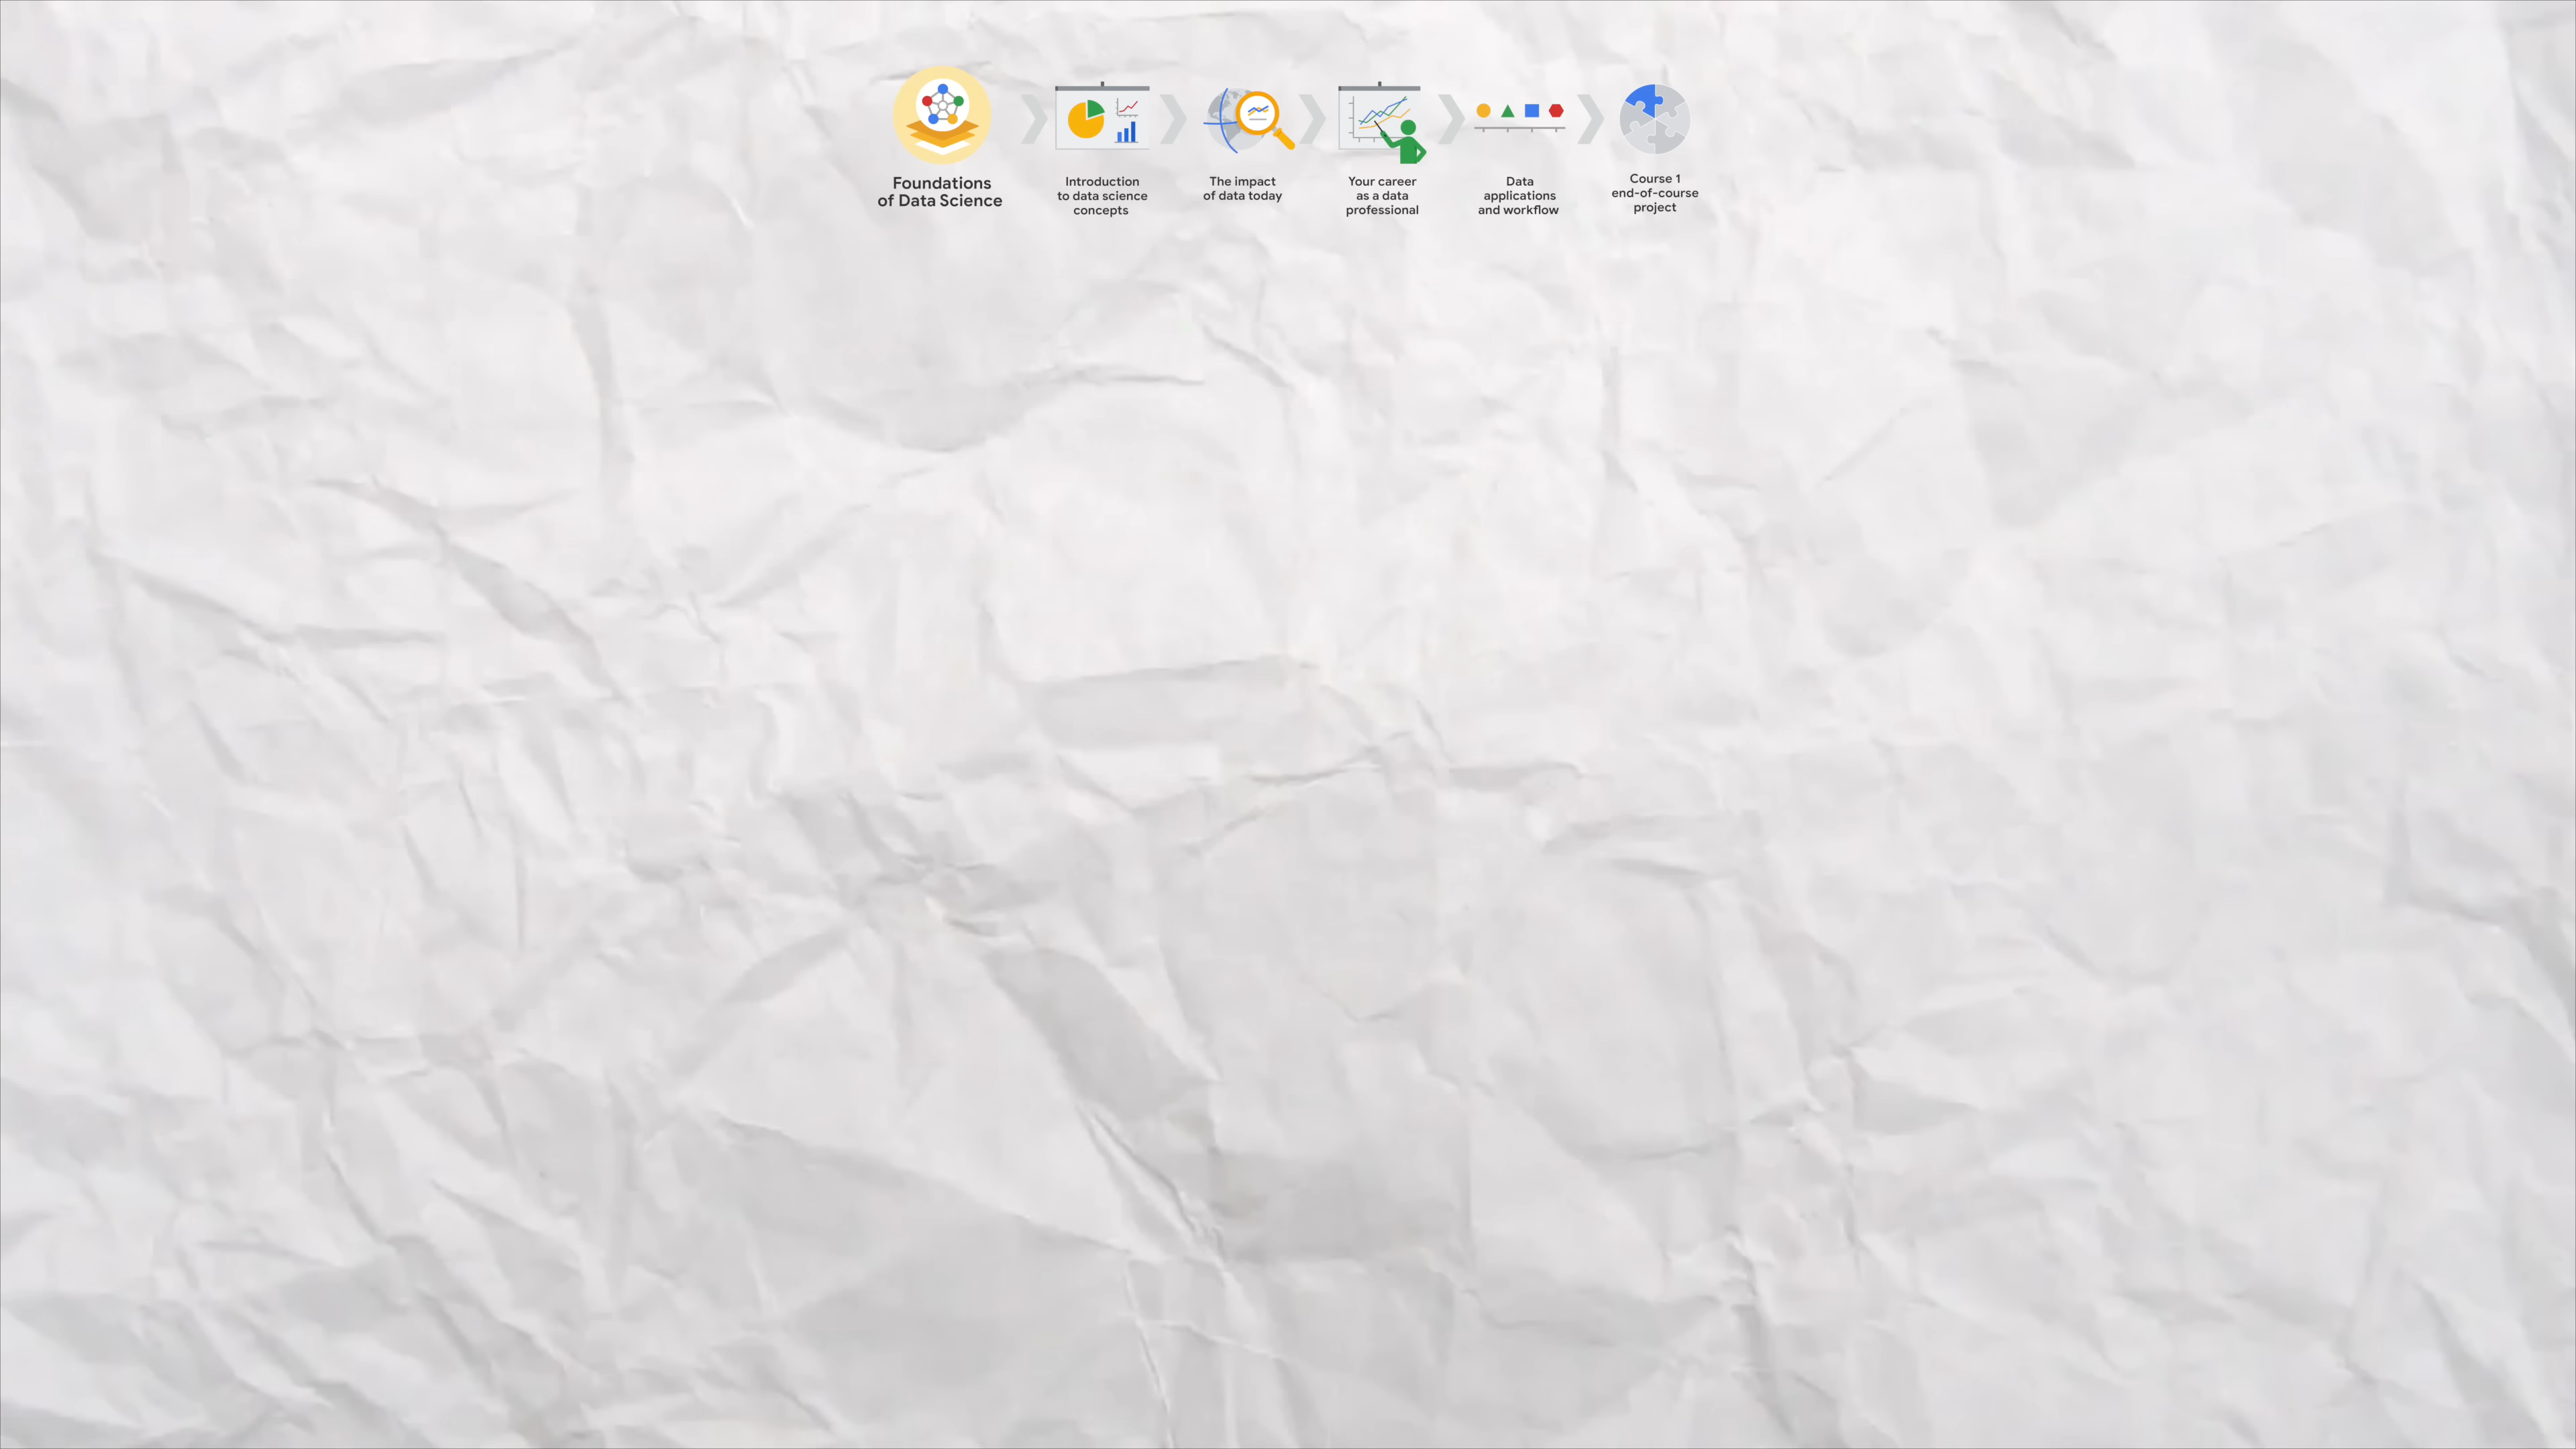 Foundations
of Data Science
Introduction
to data science
concepts
The impact
of data today
Your career
as a data
professional
Data
applications
and workflow
Course 1
end-of-course
project